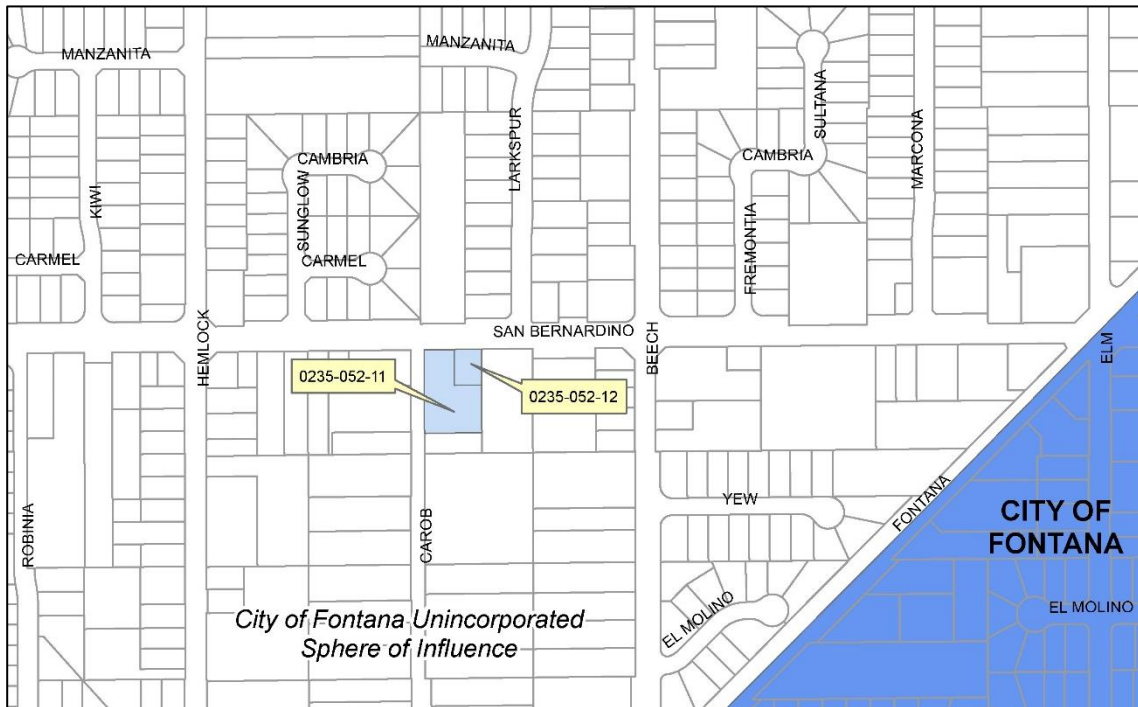 MANZANITA
MANZANITA
SULTANA
LARKSPUR
CAMBRIA
CAMBRIA
MARCONA
KIWI
SUNGLOW
FREMONTIA
CARMEL
CARMEL
HEMLOCK
SAN BERNARDINO
BEECH
ELM
0235-052-11
0235-052-12
ROBINIA
CAROB
YEW
FONTANA
CITY OF
FONTANA
EL MOLINO
EL MOLINO
City of Fontana Unincorporated
Sphere of Influence